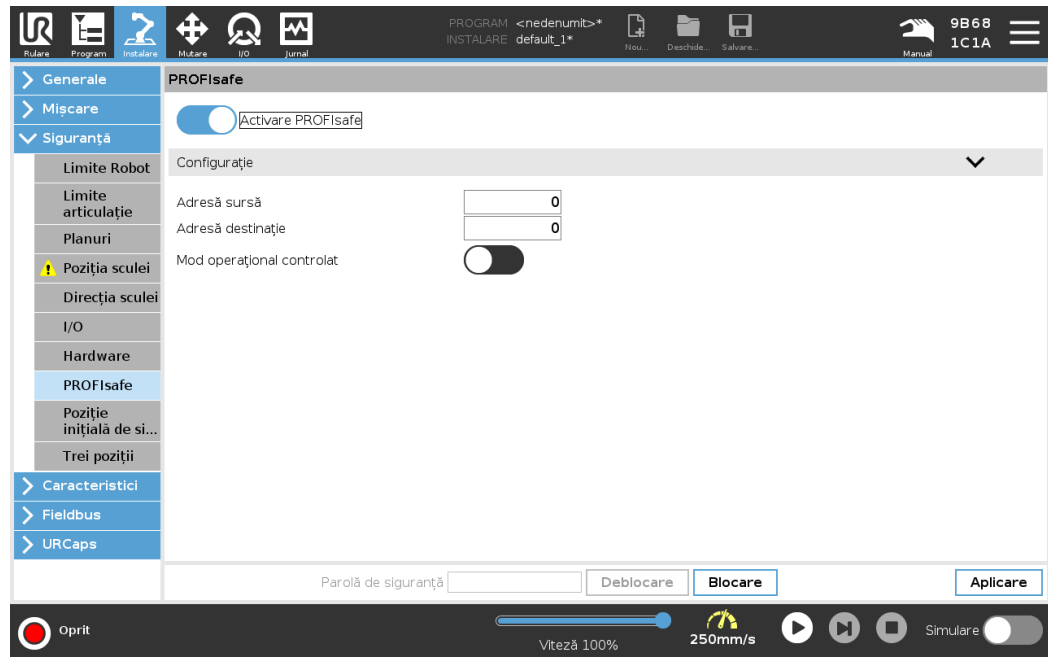 Rulare
Program
Instalare
Mutare
I/O
Jurnal
PROGRAM <nedenumit>*
INSTALARE default_1*
Nou...
Deschide...
Salvare...
Manual
9B68
1C1A
Generale
Mișcare
Siguranță
Limite Robot
Limite
articulație
Planuri
Poziția sculei
Direcția sculei
I/O
Hardware
PROFIsafe
Poziție
inițială de si...
Trei poziții
Caracteristici
Fieldbus
URCaps
PROFIsafe
Activare PROFIsafe
Configurație
Adresă sursă 0
Adresă destinație 0
Mod operațional controlat
Parolă de siguranță
Deblocare
Blocare
Aplicare
Oprit
Viteză 100%
250mm/s
Simulare